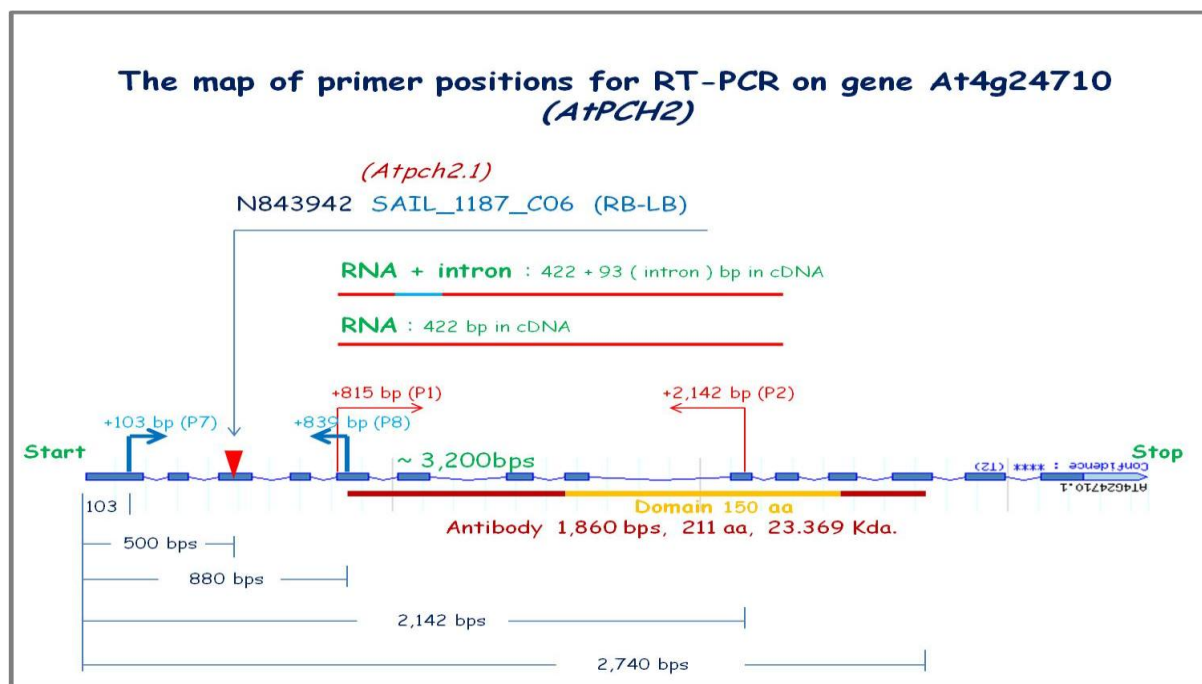 The map of primer positions for RT-PCR on gene At4g24710
(AtPCH2)
(Atpch2.1)
N843942 SAIL_1187_C06 (RB-LB)
RNA + intron : 422 + 93 ( intron ) bp in cDNA
RNA : 422 bp in cDNA
+815 bp (P1)
+2,142 bp (P2)
+103 bp (P7)
+839 bp (P8)
Start
~ 3,200bps
Stop
Confidence : **** (T2)
AT4G24710.1
103
Domain 150 aa
Antibody 1,860 bps, 211 aa, 23.369 Kda.
500 bps
880 bps
2,142 bps
2,740 bps